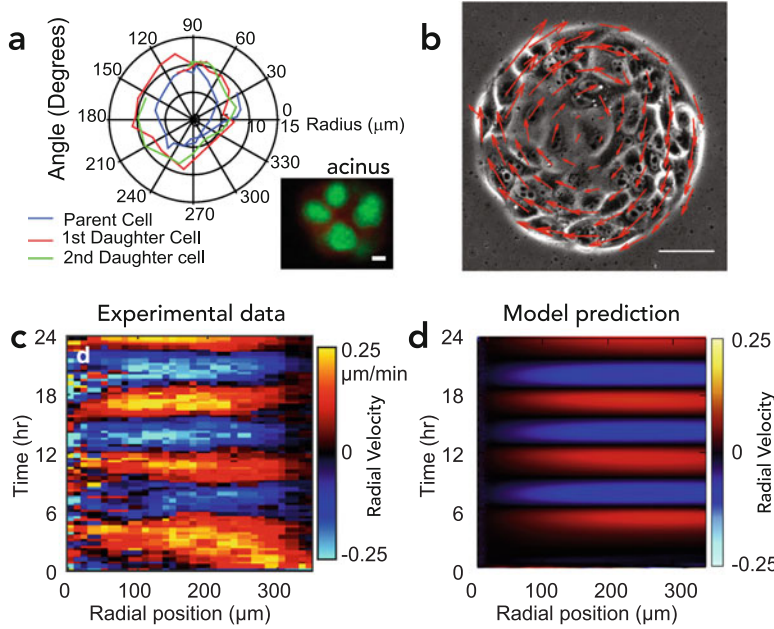 a
Angle (Degrees)
90
120
60
150
30
180
0
10
15
Radius (μm)
210
330
240
300
270
Parent Cell
1st Daughter Cell
2nd Daughter cell
acinus
b
c
Experimental data
d
24
18
12
6
0
Time (hr)
0
100
200
300
Radial position (μm)
0.25
μm/min
0
-0.25
Radial Velocity
d
Model prediction
24
18
12
6
0
Time (hr)
0
100
200
300
Radial position (μm)
0.25
0
-0.25
Radial Velocity